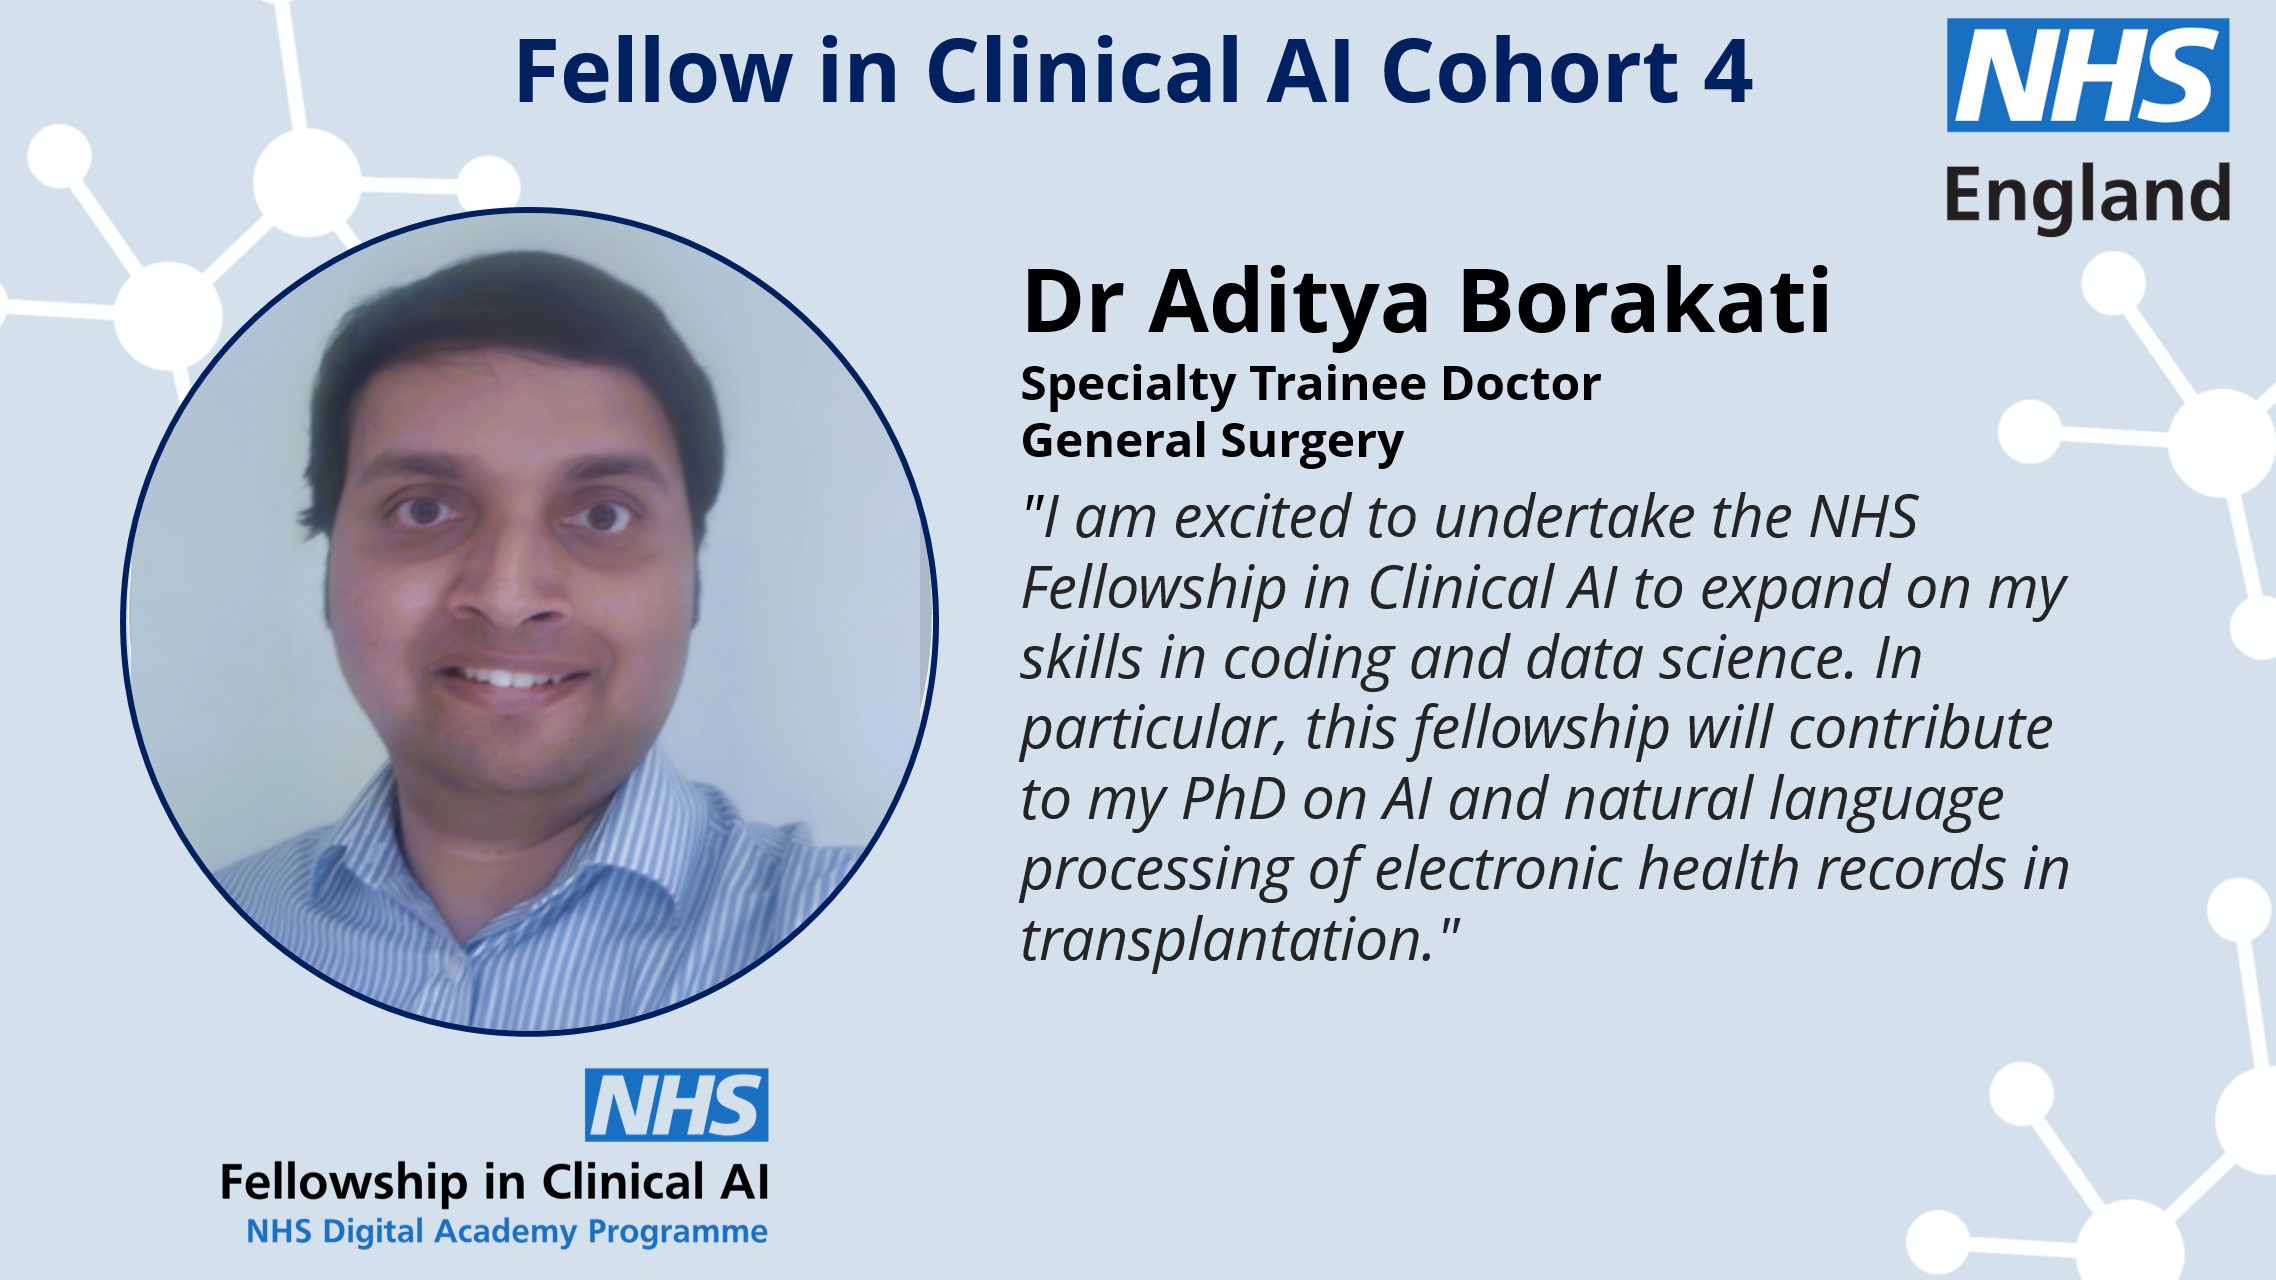 Fellow in Clinical AI Cohort 4
NHS
England
Dr Aditya Borakati
Specialty Trainee Doctor
General Surgery
"I am excited to undertake the NHS
Fellowship in Clinical AI to expand on my
skills in coding and data science. In
particular, this fellowship will contribute
to my PhD on AI and natural language
processing of electronic health records in
transplantation."
NHS
Fellowship in Clinical AI
NHS Digital Academy Programme